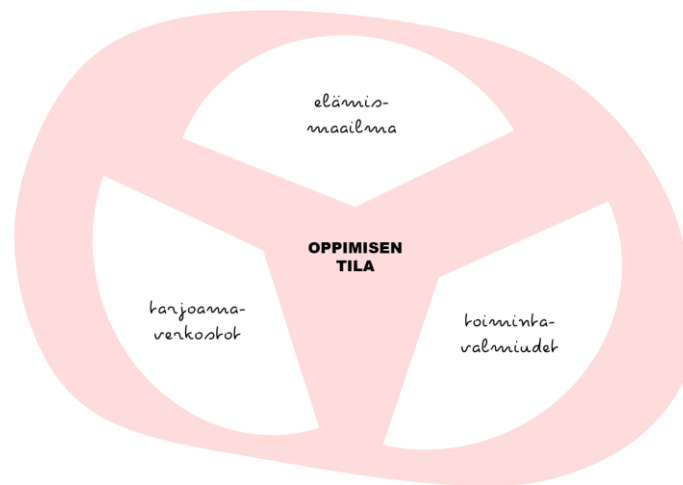 elämis-
maailma
OPPIMISEN
TILA
tarjoama-
verkostot
toiminta-
valmiudet